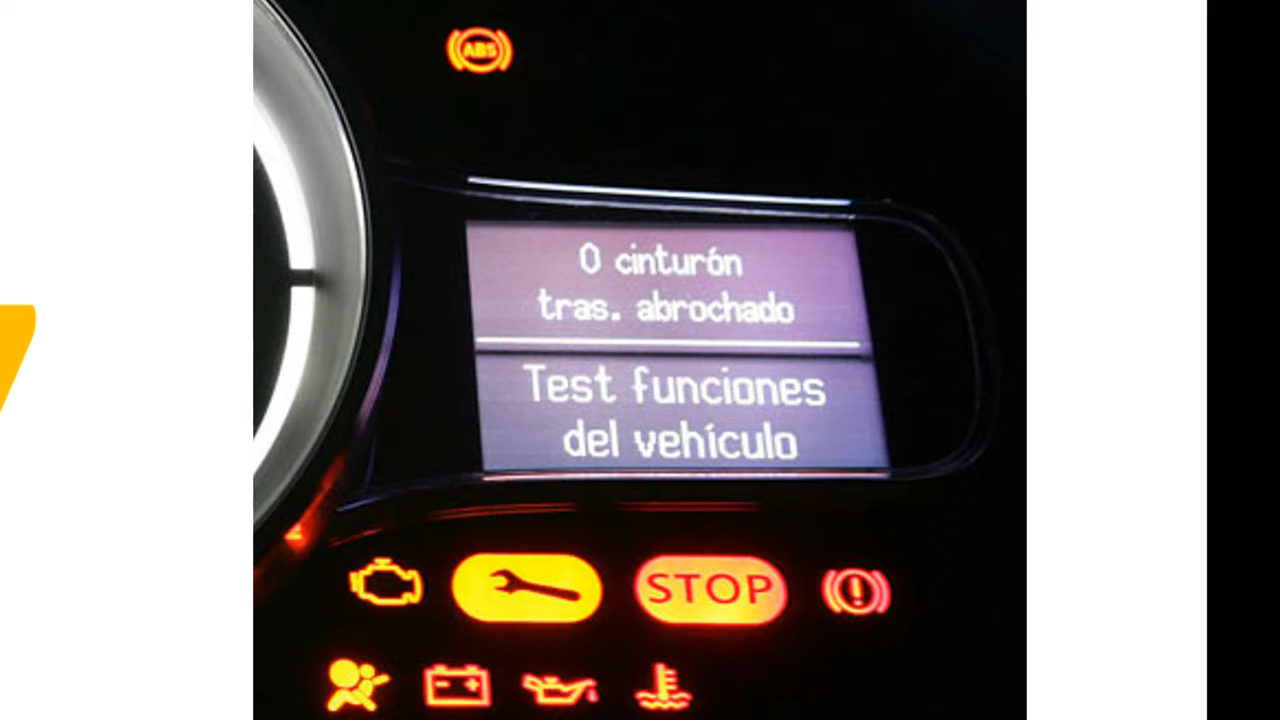 ABS
0 cinturón
tras. abrochado
Test funciones
del vehículo
STOP